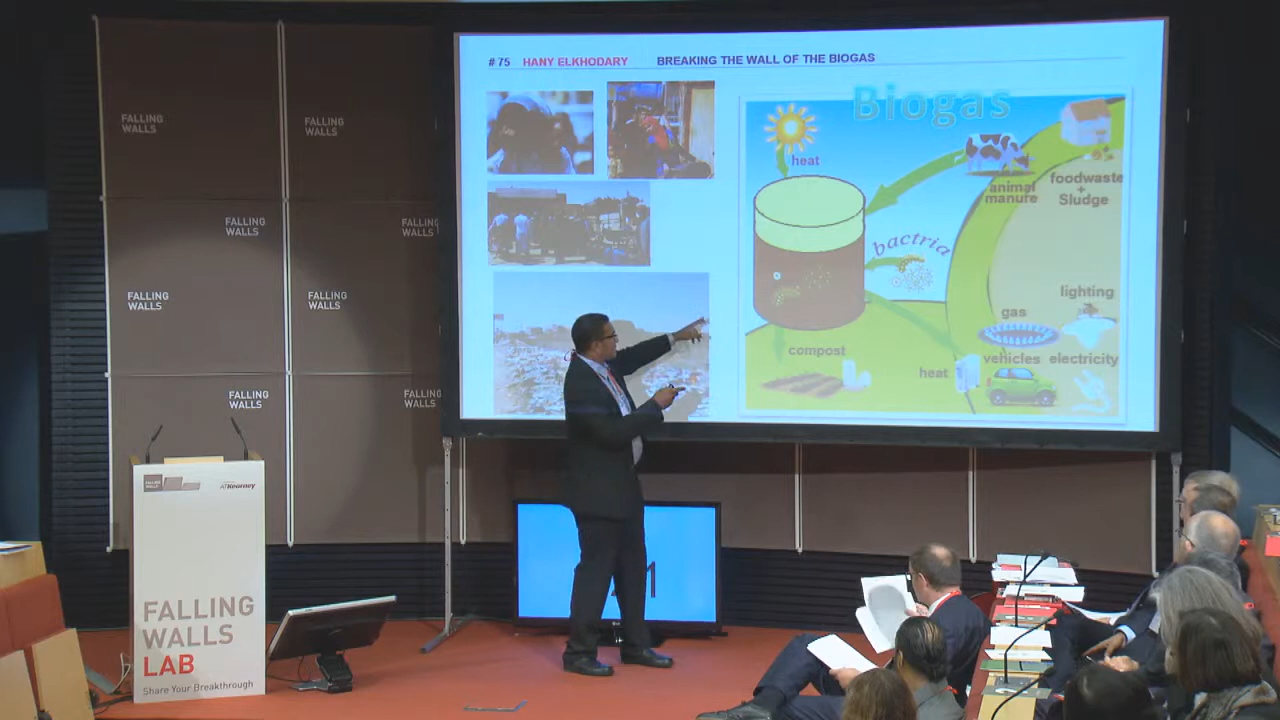 # 75 HANY ELKHODARY BREAKING THE WALL OF THE BIOGAS
Biogas
heat
animal
manure
foodwaste
+
Sludge
bactria
lighting
gas
compost
heat
vehicles
electricity
FALLING
WALLS
FALLING
WALLS
FALLING
WALLS
FALLING
WALLS
FALLING
WALLS
FALLING
WALLS
FALLING
WALLS
FALLING
WALLS
FALLING
WALLS
ATKearney
FALLING
WALLS
LAB
Share Your Breakthrough